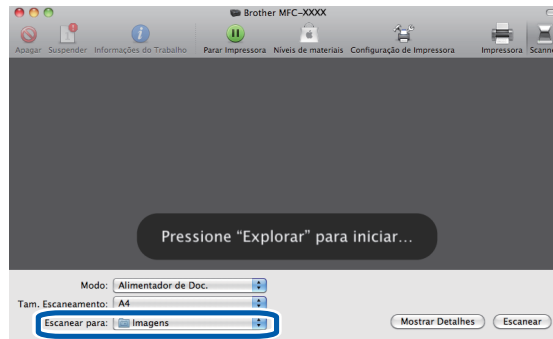 Brother MFC-XXXX
Apagar Suspender Informações do Trabalho Parar Impressora Níveis de materiais Configuração de Impressora Impressora
Pressione “Explorar” para iniciar...
Modo: Alimentador de Doc.
Tam. Escaneamento: A4
Escanear para: Imagens Mostrar Detalhes Escanear